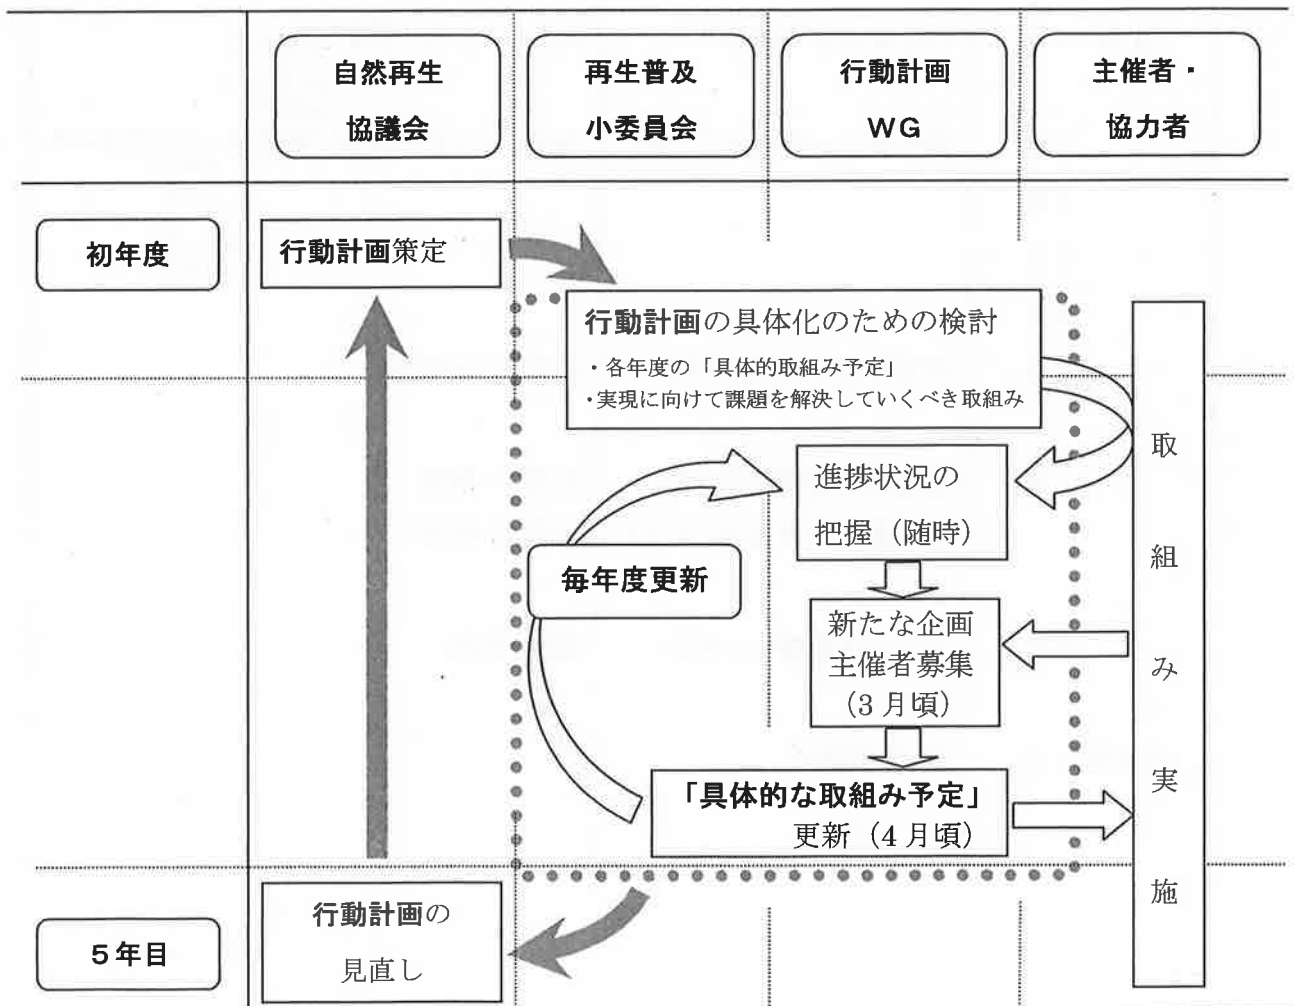 自然再生
協議会
再生普及
小委員会
行動計画
WG
主催者・
協力者
初年度
行動計画策定
行動計画の具体化のための検討
・各年度の「具体的取組み予定」
・実現に向けて課題を解決していくべき取組み
進捗状況の
把握（随時）
毎年度更新
新たな企画
主催者募集
（3月頃）
「具体的な取組み予定」
更新（4月頃）
取組み実施
5年目
行動計画の
見直し